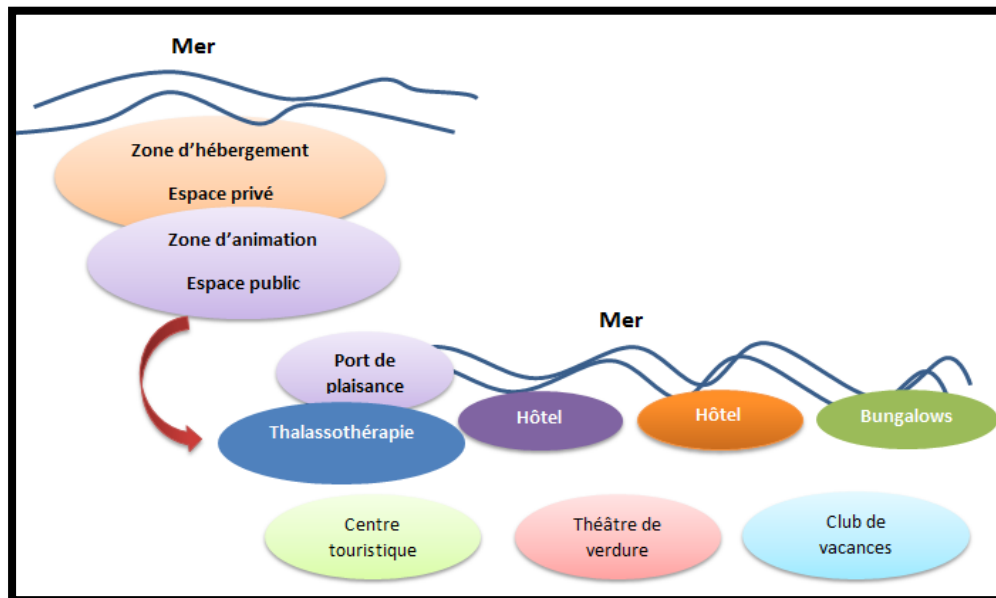 Mer
Zone d'hébergement
Espace privé
Zone d'animation
Espace public
Mer
Port de
plaisance
Thalassothérapie
Hôtel
Hôtel
Bungalows
Centre
touristique
Théâtre de
verdure
Club de
vacances